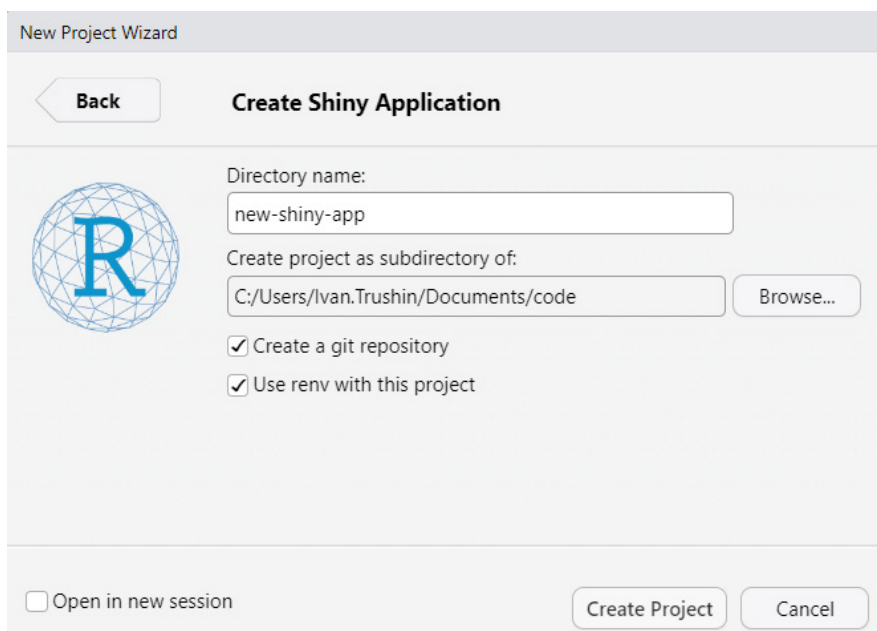 New Project Wizard
Back
Create Shiny Application
R
Directory name:
new-shiny-app
Create project as subdirectory of:
C:/Users/Ivan.Trushin/Documents/code
Browse...
Create a git repository
Use renv with this project
Open in new session
Create Project
Cancel